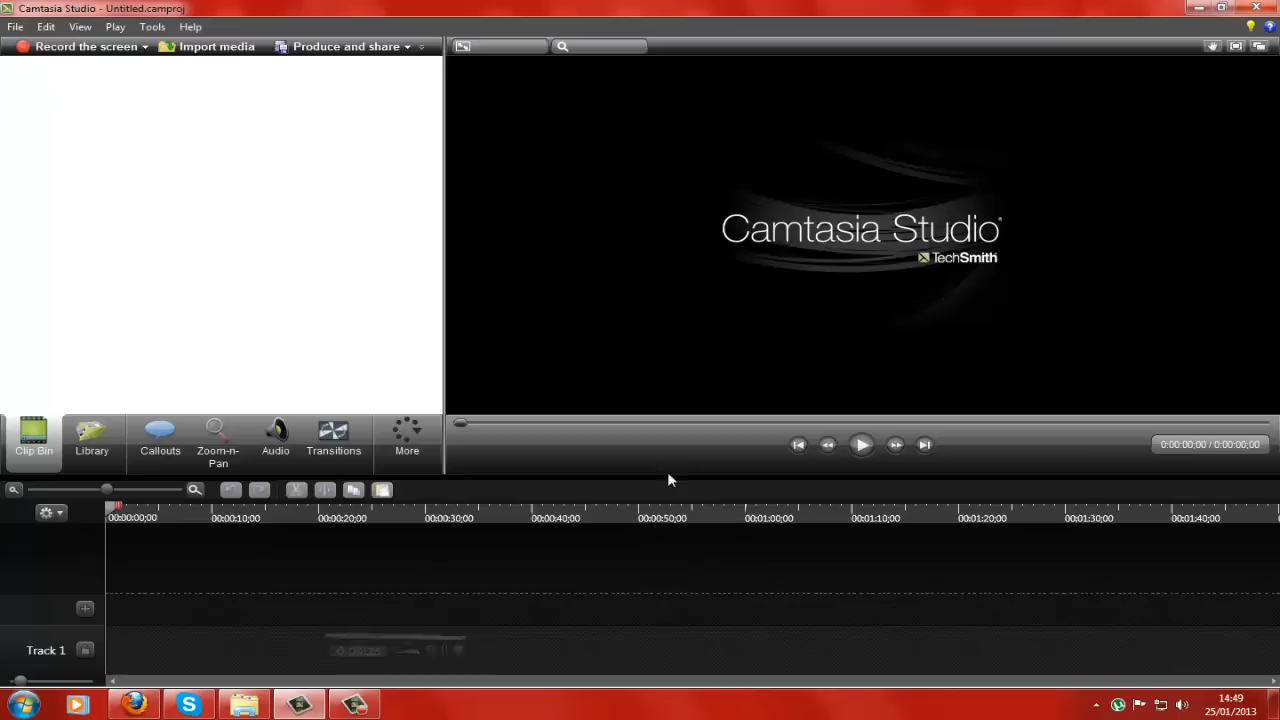 Camtasia Studio - Untitled.camproj
File Edit View Play Tools Help
Record the screen Import media Produce and share
Camtasia Studio
TechSmith
Clip Bin Library Callouts Zoom-n-Pan Audio Transitions More
0:00:00;00 / 0:00:00;00
00:00:00;00 00:00:10;00 00:00:20;00 00:00:30;00 00:00:40;00 00:00:50;00 00:01:00;00 00:01:10;00 00:01:20;00 00:01:30;00 00:01:40;00
Track 1
14:49
25/01/2013